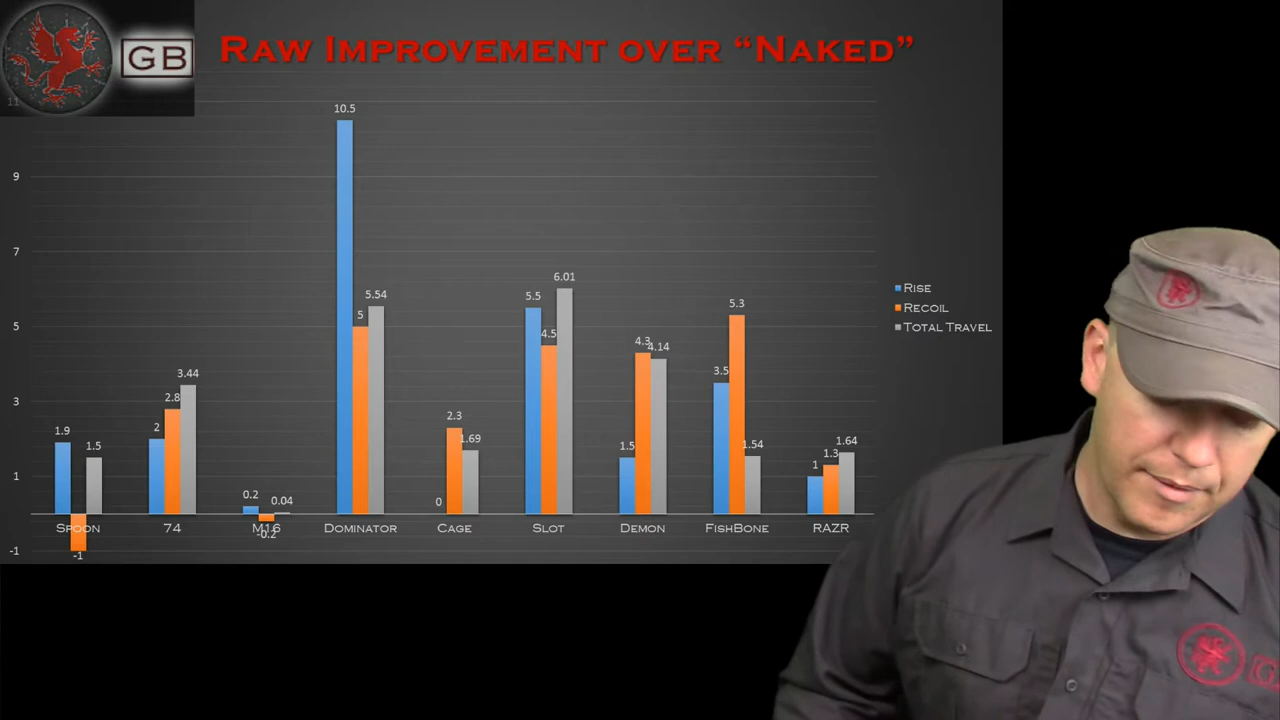 GB
Raw Improvement over “Naked”
11
9
7
5
3
1
-1
1.9
-1
1.5
2
2.8
3.44
0.2
-0.2
0.04
10.5
5
5.54
0
2.3
1.69
5.5
4.5
6.01
1.5
4.3
4.14
3.5
5.3
1.54
1
1.3
1.64
Spoon
74
M16
Dominator
Cage
Slot
Demon
FishBone
RAZR
Rise
Recoil
Total Travel